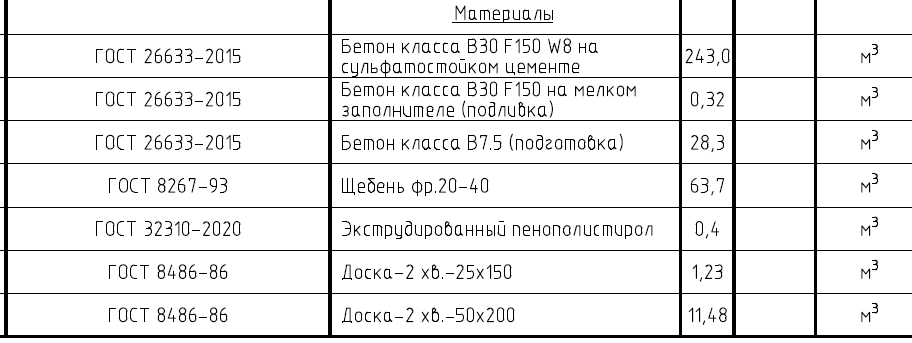 Материалы
ГОСТ 26633-2015 Бетон класса В30 F150 W8 на сульфатостойком цементе 243,0 м³
ГОСТ 26633-2015 Бетон класса В30 F150 на мелком заполнителе (подливка) 0,32 м³
ГОСТ 26633-2015 Бетон класса В7.5 (подготовка) 28,3 м³
ГОСТ 8267-93 Щебень фр.20-40 63,7 м³
ГОСТ 32310-2020 Экструдированный пенополистирол 0,4 м³
ГОСТ 8486-86 Доска-2 хв.-25х150 1,23 м³
ГОСТ 8486-86 Доска-2 хв.-50х200 11,48 м³